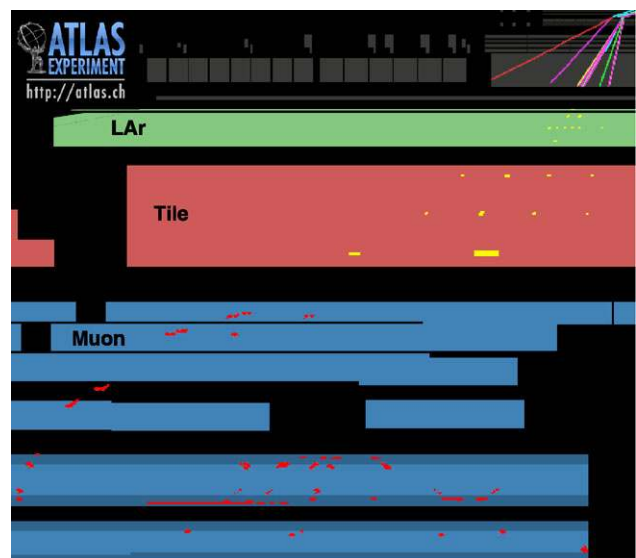 ATLAS
EXPERIMENT
http://atlas.ch
LAr
Tile
Muon